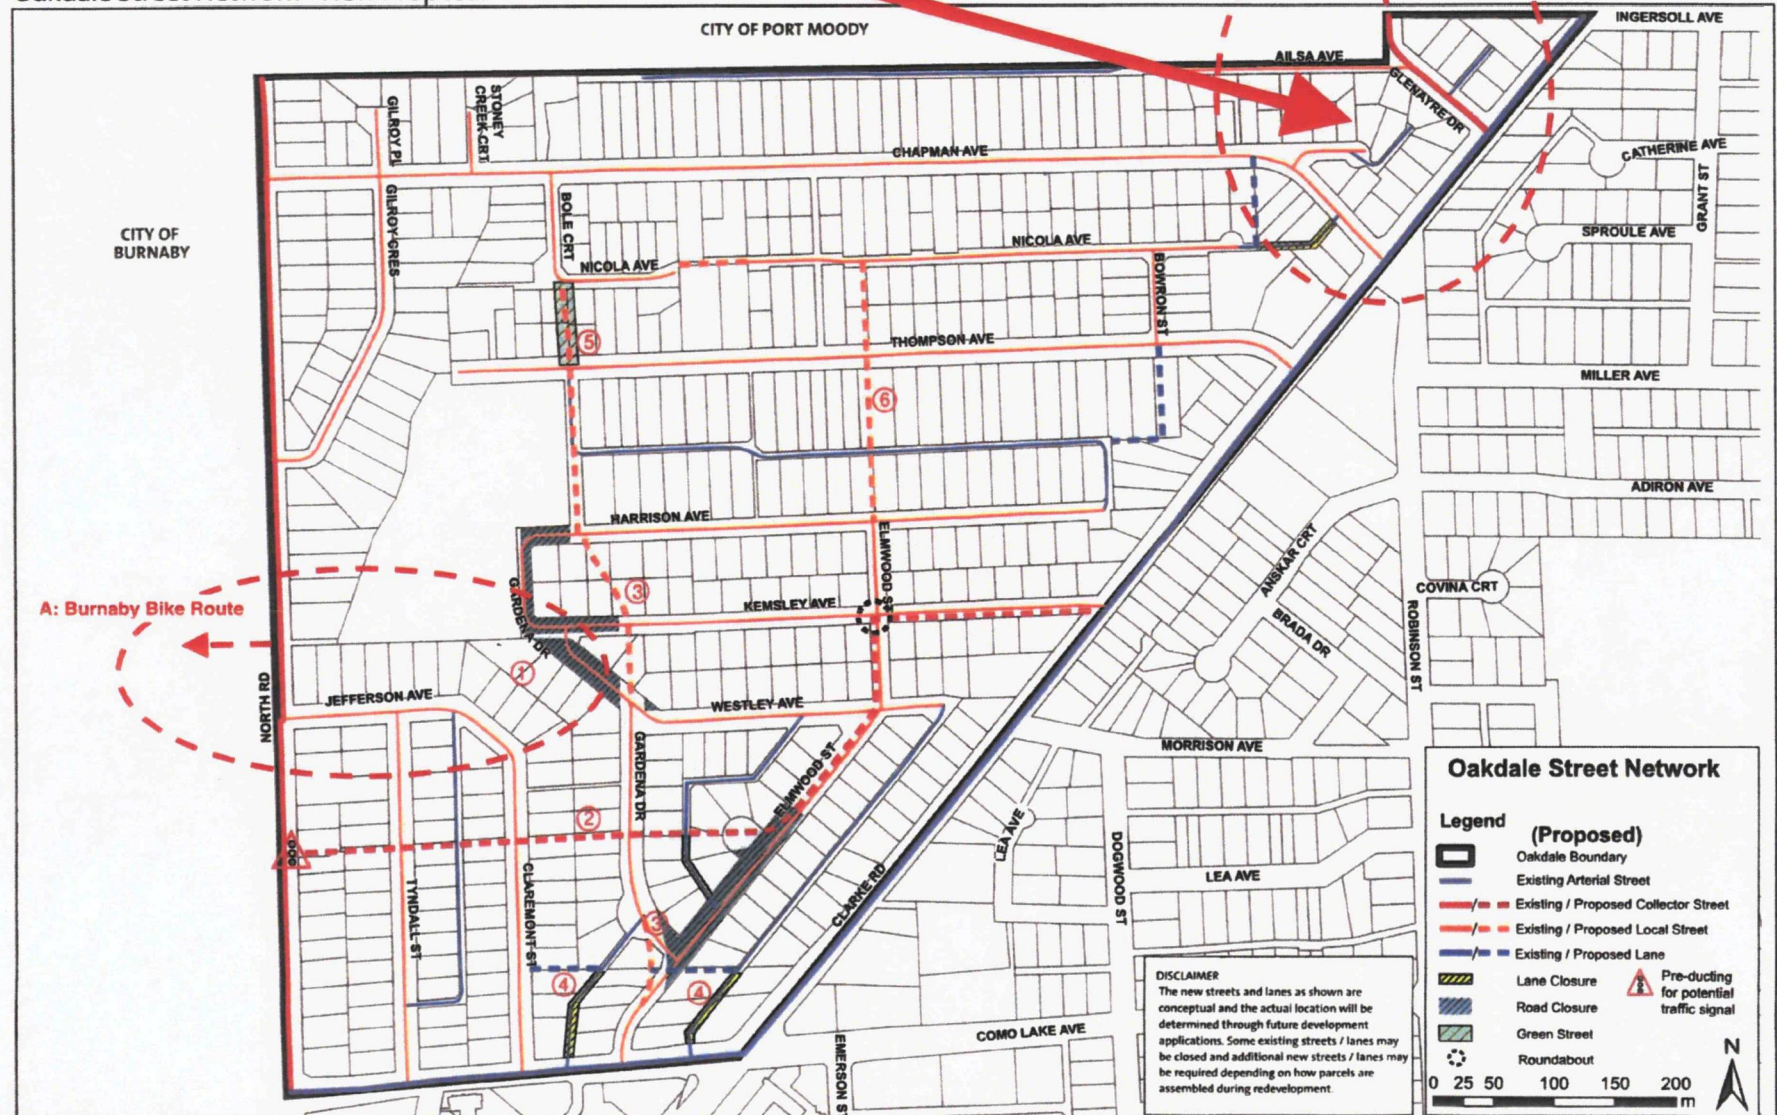 CITY OF PORT MOODY
INGERSOLL AVE
AILSA AVE
GLENAYRE DR
GILROY PL
STONEY
CREEK CRT
CHAPMAN AVE
CATHERINE AVE
GRANT ST
CITY OF
BURNABY
GILROY CRES
BOLE CRT
NICOLA AVE
NICOLA AVE
SPROULE AVE
BOWRON ST
5
THOMPSON AVE
MILLER AVE
6
HARRISON AVE
ADIRON AVE
ELMWOOD ST
ANSKAR CRT
COVINA CRT
A: Burnaby Bike Route
GARDENA DR
3
KEMSLEY AVE
BRADA DR
ROBINSON ST
1
NORTH RD
JEFFERSON AVE
WESTLEY AVE
MORRISON AVE
GARDENA DR
ELMWOOD ST
2
LEA AVE
DOGWOOD ST
LEA AVE
TYNDALL ST
CLAREMONT ST
CLARKE RD
3
4
4
EMERSON ST
COMO LAKE AVE
DISCLAIMER
The new streets and lanes as shown are
conceptual and the actual location will be
determined through future development
applications. Some existing streets / lanes may
be closed and additional new streets / lanes may
be required depending on how parcels are
assembled during redevelopment.
Oakdale Street Network
Legend
(Proposed)
Oakdale Boundary
Existing Arterial Street
Existing / Proposed Collector Street
Existing / Proposed Local Street
Existing / Proposed Lane
Lane Closure
Road Closure
Green Street
Roundabout
Pre-ducting
for potential
traffic signal
N
0 25 50 100 150 200
m